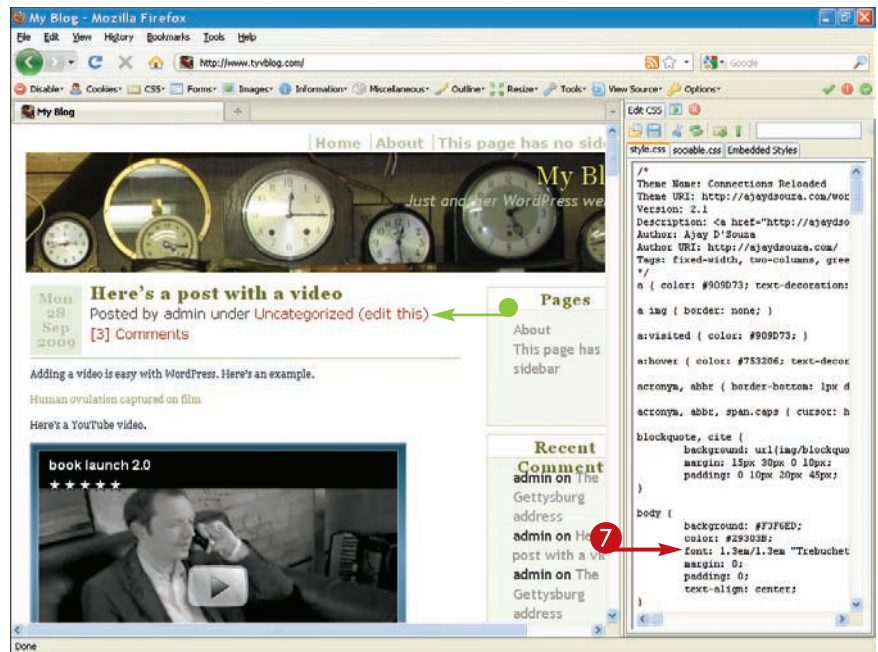 My Blog - Mozilla Firefox
File Edit View History Bookmarks Tools Help
http://www.tyvblog.com/
Google
Disable Cookies CSS Forms Images Information Miscellaneous Outline Resize Tools View Source Options
My Blog
Edit CSS
Home About This page has no sid
My Bl
Just another WordPress we
Mon
28
Sep
2009
Here's a post with a video
Posted by admin under Uncategorized (edit this)
[3] Comments
Adding a video is easy with WordPress. Here's an example.
Human ovulation captured on film
Here's a YouTube video.
book launch 2.0
Pages
About
This page has
sidebar
Recent
Comment
admin on The
Gettysburg
address
admin on He
post with a vi
admin on The
Gettysburg
address
style.css sociable.css Embedded Styles
/*
Theme Name: Connections Reloaded
Theme URI: http://ajaydsouza.com/wor
Version: 2.1
Description: <a href="http://ajaydso
Author: Ajay D'Souza
Author URI: http://ajaydsouza.com/
Tags: fixed-width, two-columns, gree
*/
a { color: #909D73; text-decoration:
a img { border: none; }
a:visited { color: #909D73; }
a:hover { color: #753206; text-decor
acronym, abbr { border-bottom: 1px d
acronym, abbr, span.caps { cursor: h
blockquote, cite {
background: url(img/blockquo
margin: 15px 30px 0 10px;
padding: 0 10px 20px 45px;
}
body {
background: #F3F6ED;
color: #29303B;
7
font: 1.3em/1.3em "Trebuchet
margin: 0;
padding: 0;
text-align: center;
}
Done